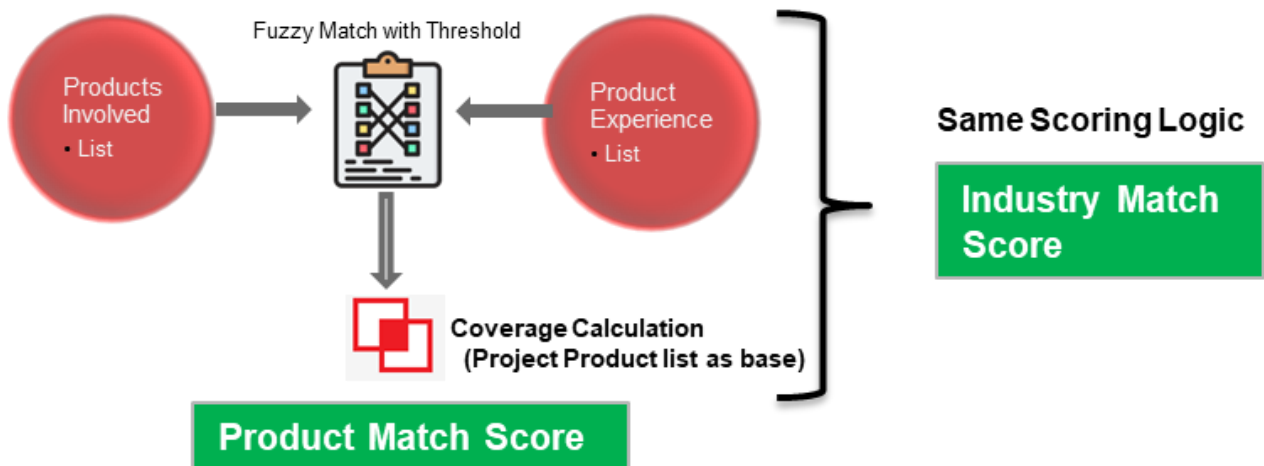 Fuzzy Match with Threshold
Products
Involved
• List
Product
Experience
• List
Same Scoring Logic
Industry Match
Score
Coverage Calculation
(Project Product list as base)
Product Match Score